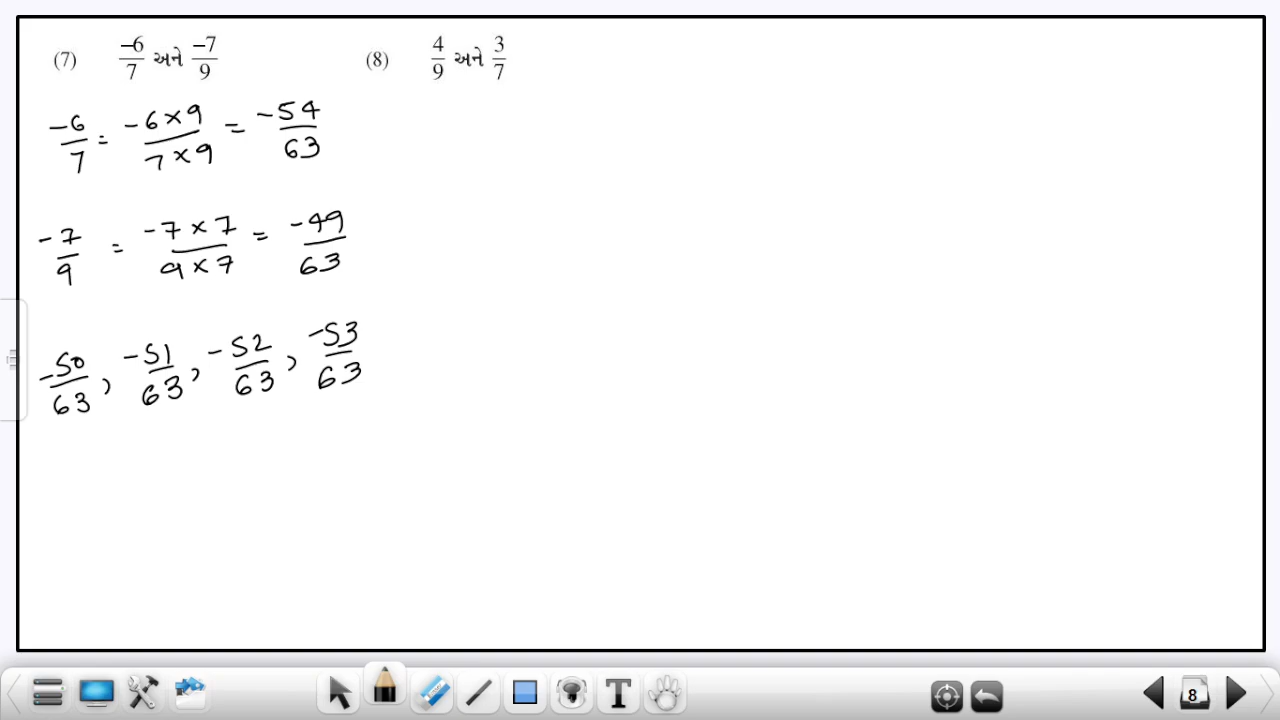 (7) -6/7 અને -7/9 (8) 4/9 અને 3/7
-6/7 = -6×9/7×9 = -54/63
-7/9 = -7×7/9×7 = -49/63
-50/63, -51/63, -52/63, -53/63
T 8